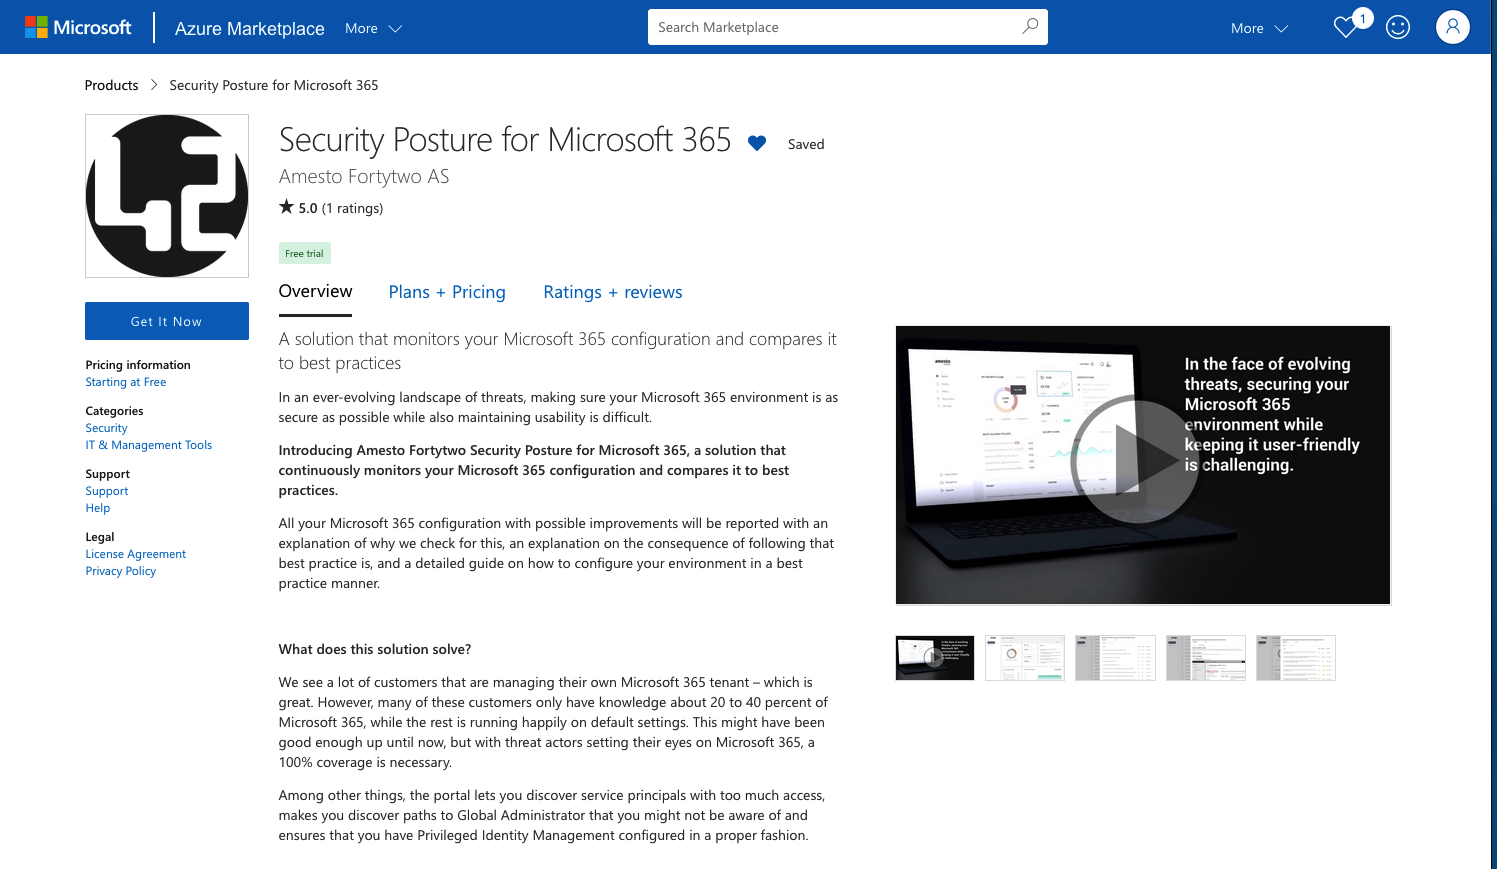 Microsoft
Azure Marketplace
More
Search Marketplace
More
1
Products
Security Posture for Microsoft 365
42
Security Posture for Microsoft 365
Saved
Amesto Fortytwo AS
5.0 (1 ratings)
Free trial
Get It Now
Overview
Plans + Pricing
Ratings + reviews
Pricing information
Starting at Free
Categories
Security
IT & Management Tools
Support
Support
Help
Legal
License Agreement
Privacy Policy
A solution that monitors your Microsoft 365 configuration and compares it
to best practices
In an ever-evolving landscape of threats, making sure your Microsoft 365 environment is as
secure as possible while also maintaining usability is difficult.
Introducing Amesto Fortytwo Security Posture for Microsoft 365, a solution that
continuously monitors your Microsoft 365 configuration and compares it to best
practices.
All your Microsoft 365 configuration with possible improvements will be reported with an
explanation of why we check for this, an explanation on the consequence of following that
best practice is, and a detailed guide on how to configure your environment in a best
practice manner.
What does this solution solve?
We see a lot of customers that are managing their own Microsoft 365 tenant – which is
great. However, many of these customers only have knowledge about 20 to 40 percent of
Microsoft 365, while the rest is running happily on default settings. This might have been
good enough up until now, but with threat actors setting their eyes on Microsoft 365, a
100% coverage is necessary.
Among other things, the portal lets you discover service principals with too much access,
makes you discover paths to Global Administrator that you might not be aware of and
ensures that you have Privileged Identity Management configured in a proper fashion.
amesto
In the face of evolving
threats, securing your
Microsoft 365
environment while
keeping it user-friendly
is challenging.